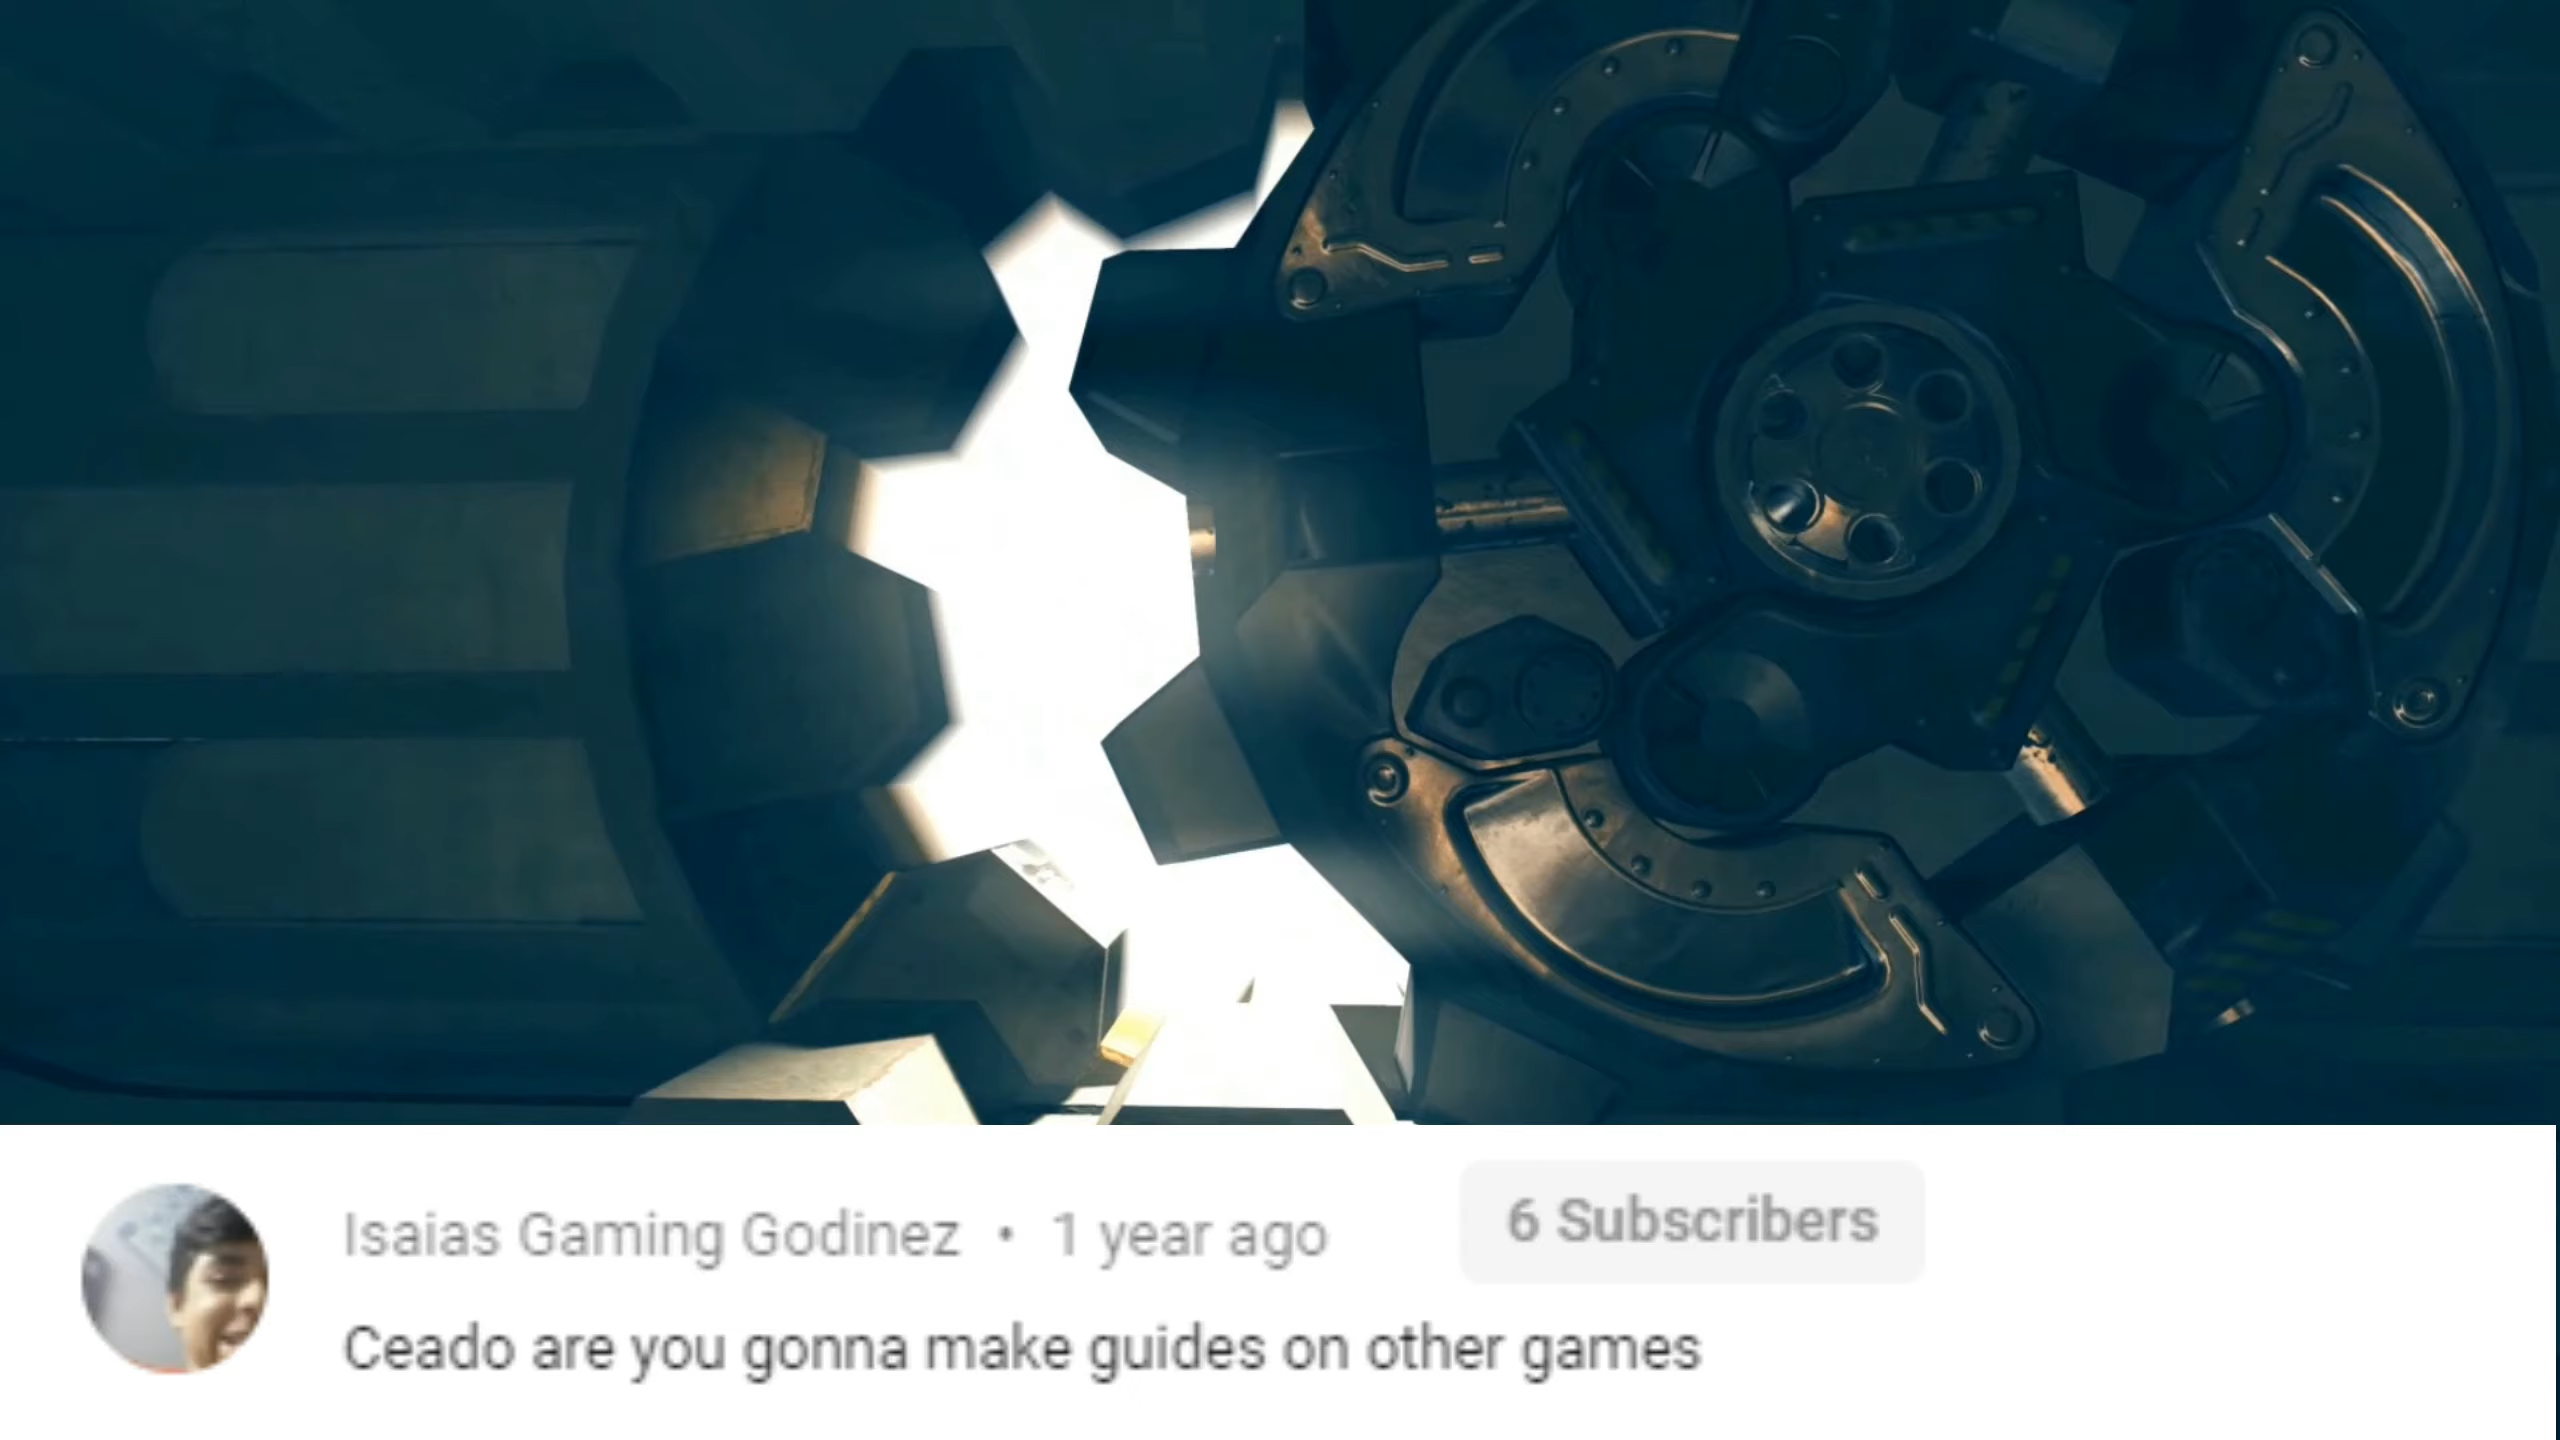 Isaias Gaming Godinez • 1 year ago
6 Subscribers
Ceado are you gonna make guides on other games